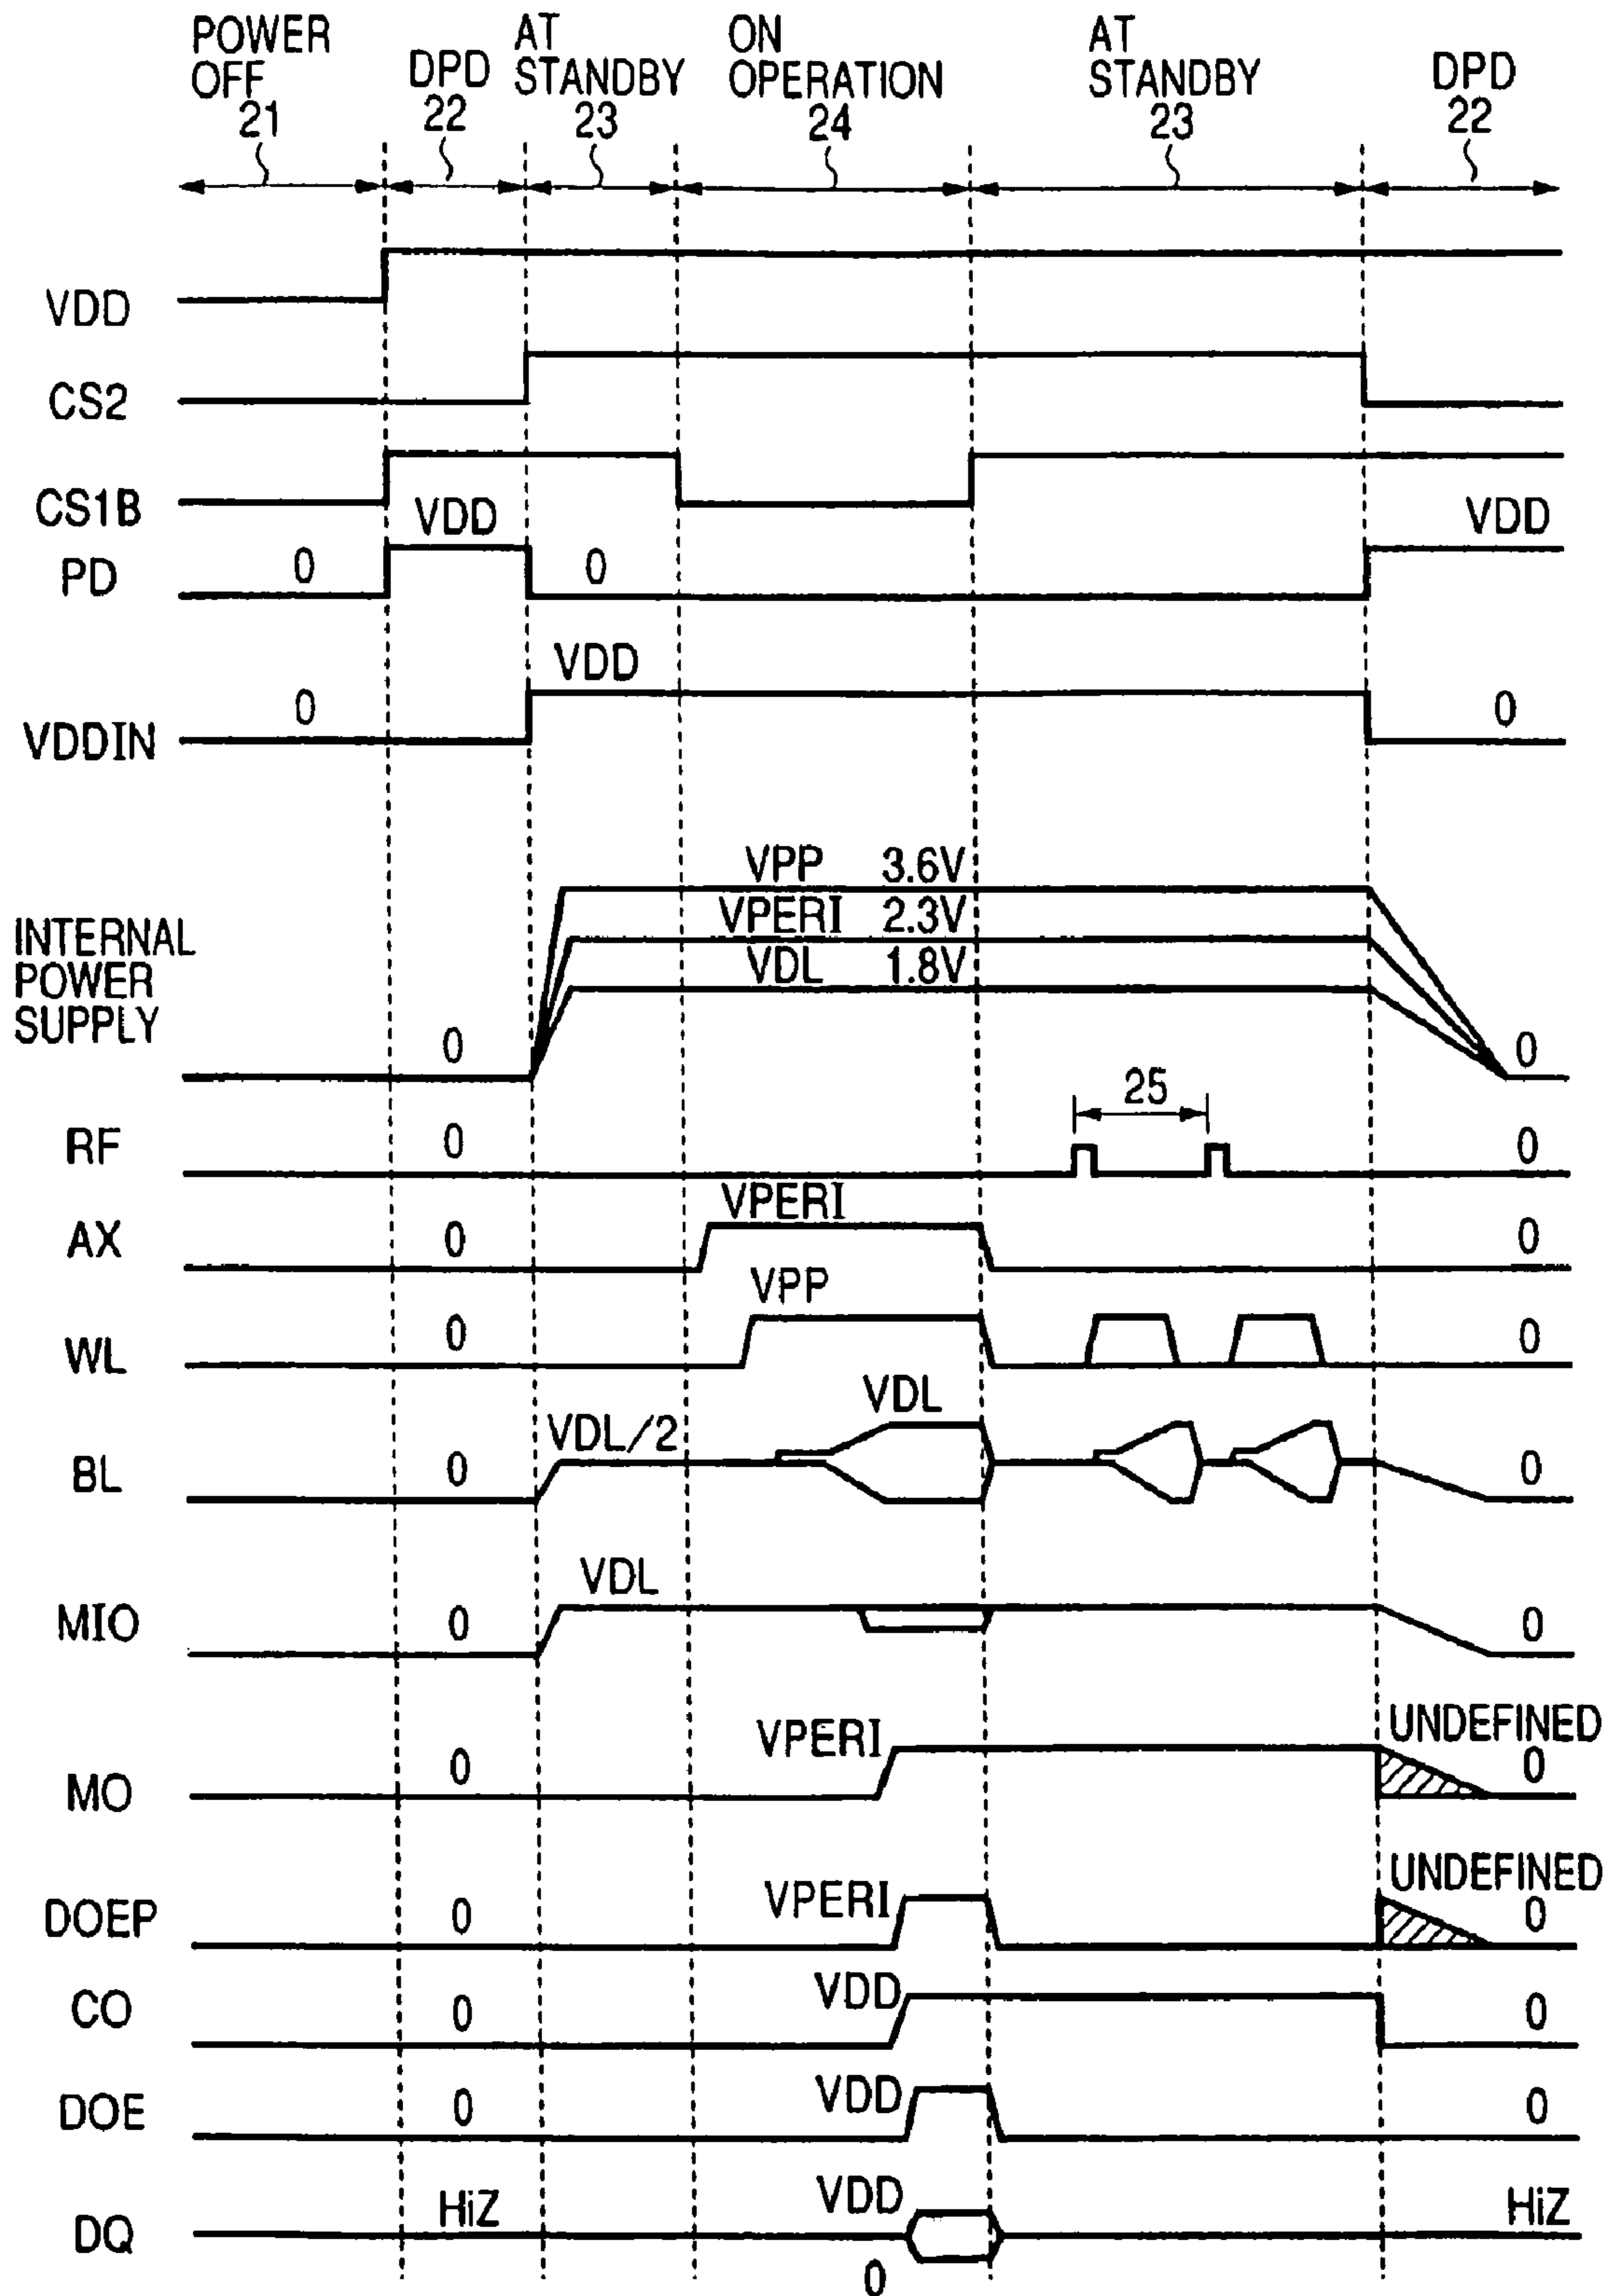 POWER OFF 21
DPD 22
AT STANDBY 23
ON OPERATION 24
AT STANDBY 23
DPD 22
VDD
CS2
CS1B
VDD
VDD
PD
0
0
VDDIN
0
VDD
0
INTERNAL POWER SUPPLY
0
VPP 3.6V
VPERI 2.3V
VDL 1.8V
0
RF
0
25
0
AX
0
VPERI
0
WL
0
VPP
0
BL
0
VDL/2
VDL
0
MIO
0
VDL
0
MO
0
VPERI
UNDEFINED
0
DOEP
0
VPERI
UNDEFINED
0
CO
0
VDD
0
DOE
0
VDD
0
DQ
HiZ
VDD
0
HiZ